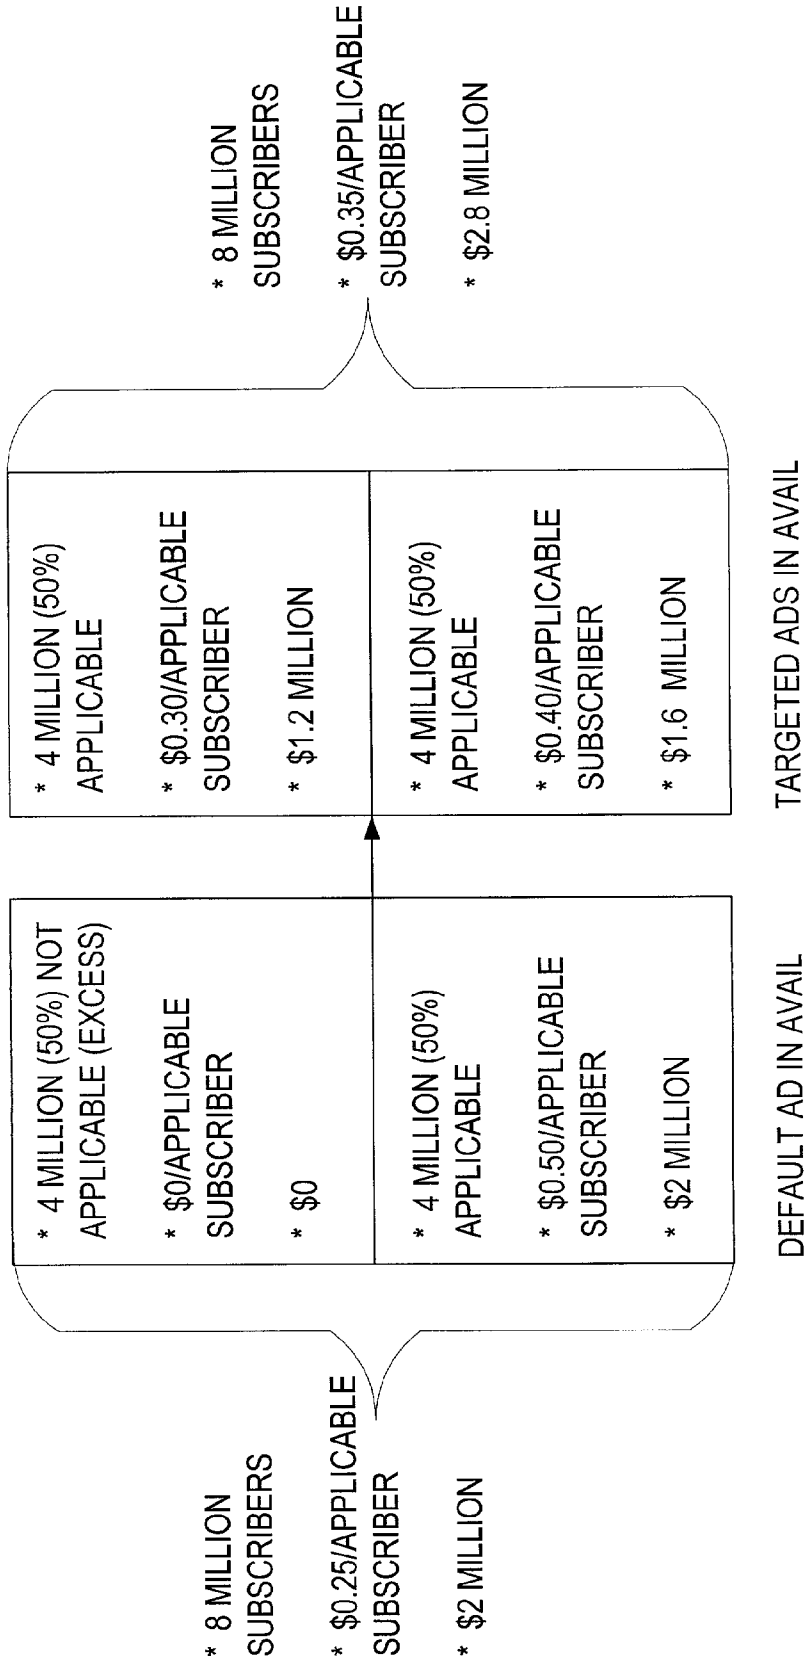 * 8 MILLION
SUBSCRIBERS
* $0.25/APPLICABLE
SUBSCRIBER
* $2 MILLION
* 4 MILLION (50%) NOT
APPLICABLE (EXCESS)
* $0/APPLICABLE
SUBSCRIBER
* $0
* 4 MILLION (50%)
APPLICABLE
* $0.50/APPLICABLE
SUBSCRIBER
* $2 MILLION
DEFAULT AD IN AVAIL
* 4 MILLION (50%)
APPLICABLE
* $0.30/APPLICABLE
SUBSCRIBER
* $1.2 MILLION
* 4 MILLION (50%)
APPLICABLE
* $0.40/APPLICABLE
SUBSCRIBER
* $1.6 MILLION
TARGETED ADS IN AVAIL
* 8 MILLION
SUBSCRIBERS
* $0.35/APPLICABLE
SUBSCRIBER
* $2.8 MILLION